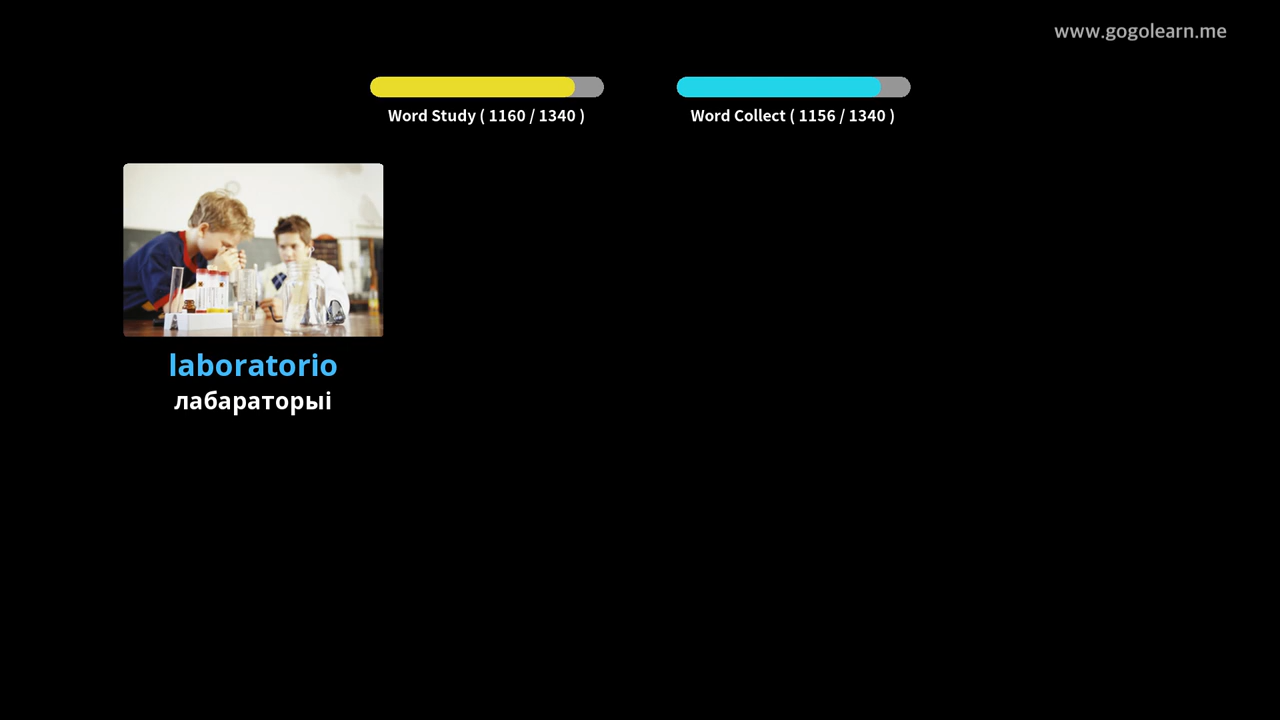 www.gogolearn.me
Word Study ( 1160 / 1340 )
Word Collect ( 1156 / 1340 )
laboratorio
лабараторыі